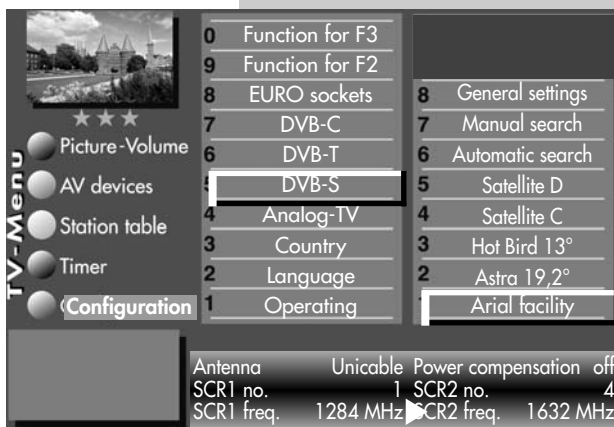 TV-Menu
Picture-Volume
AV devices
Station table
Timer
Configuration
0 Function for F3
9 Function for F2
8 EURO sockets
7 DVB-C
6 DVB-T
5 DVB-S
4 Analog-TV
3 Country
2 Language
1 Operating
8 General settings
7 Manual search
6 Automatic search
5 Satellite D
4 Satellite C
3 Hot Bird 13°
2 Astra 19,2°
Arial facility
Antenna Unicable Power compensation off
SCR1 no. 1 SCR2 no. 4
SCR1 freq. 1284 MHz SCR2 freq. 1632 MHz